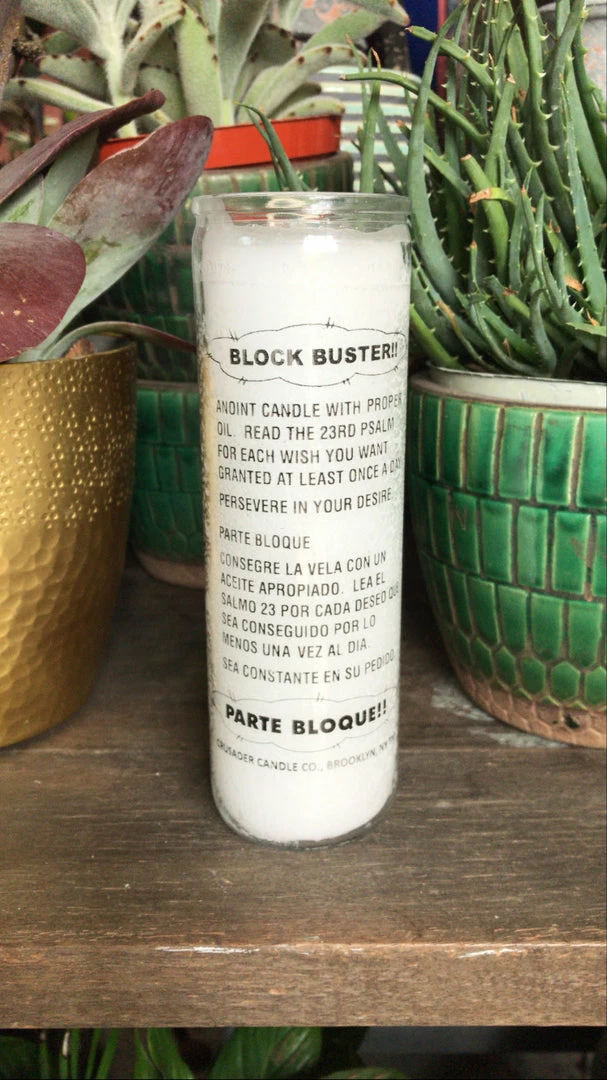 BLOCK BUSTER!!
ANOINT CANDLE WITH PROPER
OIL. READ THE 23RD PSALM
FOR EACH WISH YOU WANT
GRANTED AT LEAST ONCE A DAY
PERSEVERE IN YOUR DESIRE
PARTE BLOQUE
CONSEGRE LA VELA CON UN
ACEITE APROPIADO. LEA EL
SALMO 23 POR CADA DESEO QUE
SEA CONSEGUIDO POR LO
MENOS UNA VEZ AL DIA.
SEA CONSTANTE EN SU PEDIDO
PARTE BLOQUE!!
CRUSADER CANDLE CO., BROOKLYN, NY